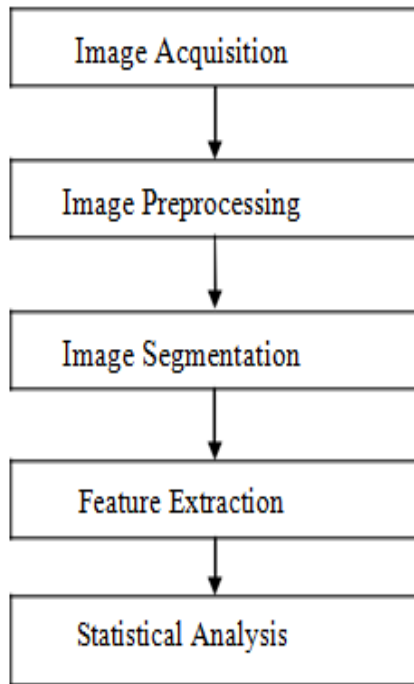 Image Acquisition
Image Preprocessing
Image Segmentation
Feature Extraction
Statistical Analysis